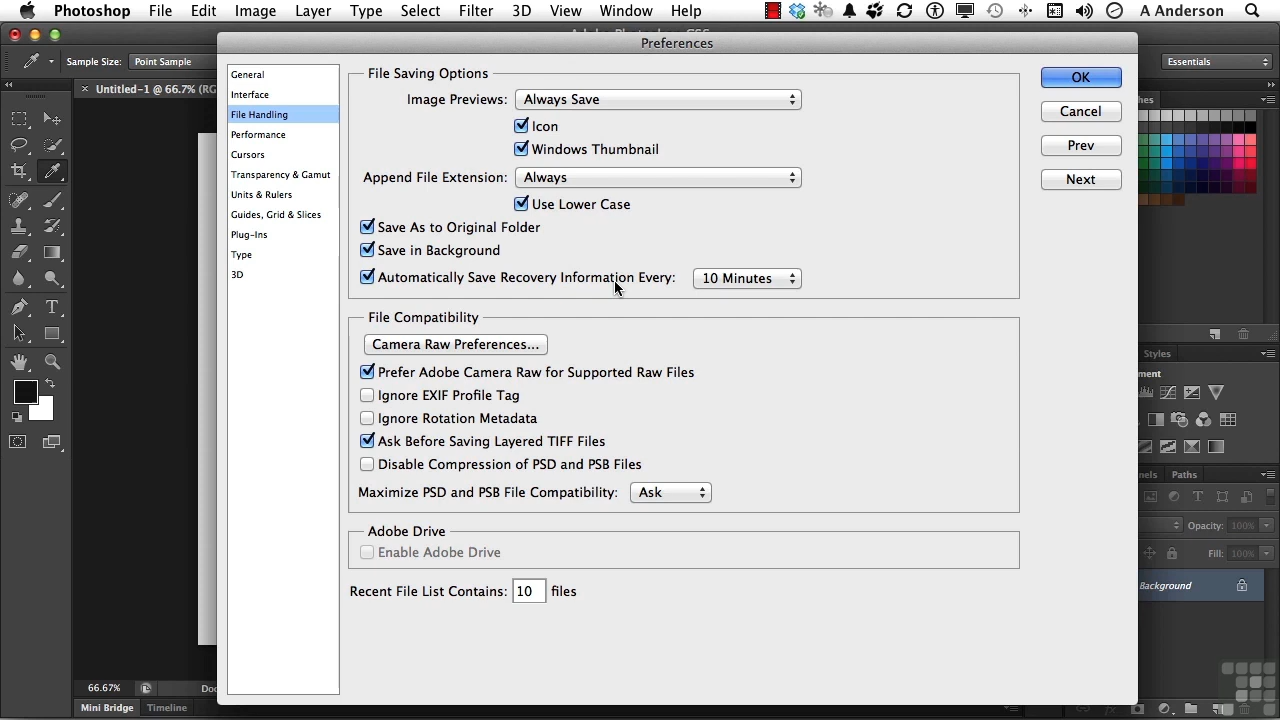 Photoshop File Edit Image Layer Type Select Filter 3D View Window Help A Anderson
Preferences
Sample Size: Point Sample
Essentials
Untitled-1 @ 66.7% (RG
General
Interface
File Handling
Performance
Cursors
Transparency & Gamut
Units & Rulers
Guides, Grid & Slices
Plug-Ins
Type
3D
File Saving Options
Image Previews: Always Save
Icon
Windows Thumbnail
Append File Extension: Always
Use Lower Case
Save As to Original Folder
Save in Background
Automatically Save Recovery Information Every: 10 Minutes
File Compatibility
Camera Raw Preferences...
Prefer Adobe Camera Raw for Supported Raw Files
Ignore EXIF Profile Tag
Ignore Rotation Metadata
Ask Before Saving Layered TIFF Files
Disable Compression of PSD and PSB Files
Maximize PSD and PSB File Compatibility: Ask
Adobe Drive
Enable Adobe Drive
Recent File List Contains: 10 files
OK
Cancel
Prev
Next
hes
Styles
ment
nels Paths
Opacity: 100%
Fill: 100%
Background
66.67% Doc
Mini Bridge Timeline